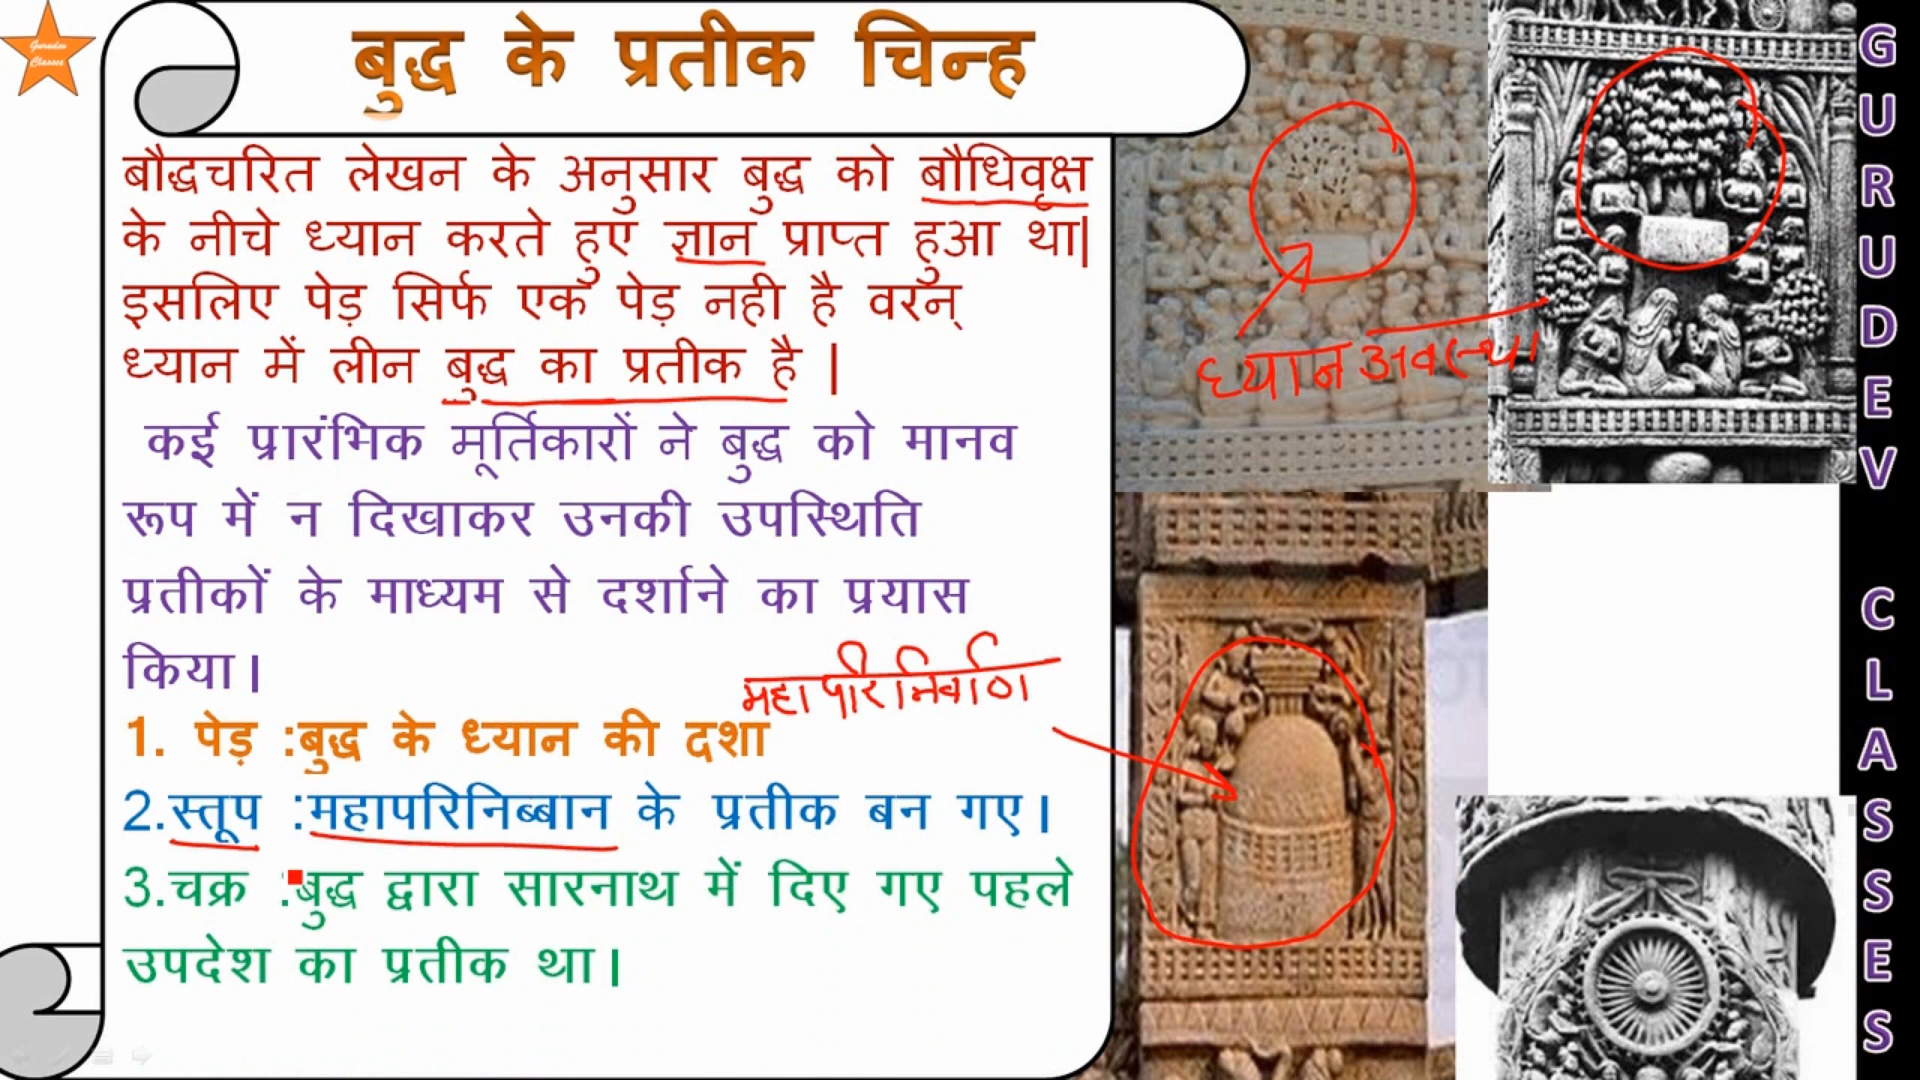 Gurudev
Classes
बुद्ध के प्रतीक चिन्ह
बौद्धचरित लेखन के अनुसार बुद्ध को बौधिवृक्ष
के नीचे ध्यान करते हुए ज्ञान प्राप्त हुआ था|
इसलिए पेड़ सिर्फ एक पेड़ नही है वरन्
ध्यान में लीन बुद्ध का प्रतीक है |
कई प्रारंभिक मूर्तिकारों ने बुद्ध को मानव
रूप में न दिखाकर उनकी उपस्थिति
प्रतीकों के माध्यम से दर्शाने का प्रयास
किया।
1. पेड़ :बुद्ध के ध्यान की दशा
2.स्तूप :महापरिनिब्बान के प्रतीक बन गए।
3.चक्र :बुद्ध द्वारा सारनाथ में दिए गए पहले
उपदेश का प्रतीक था।
ध्यान अवस्था
महापरिनिर्वाण
GURUDEV CLASSES